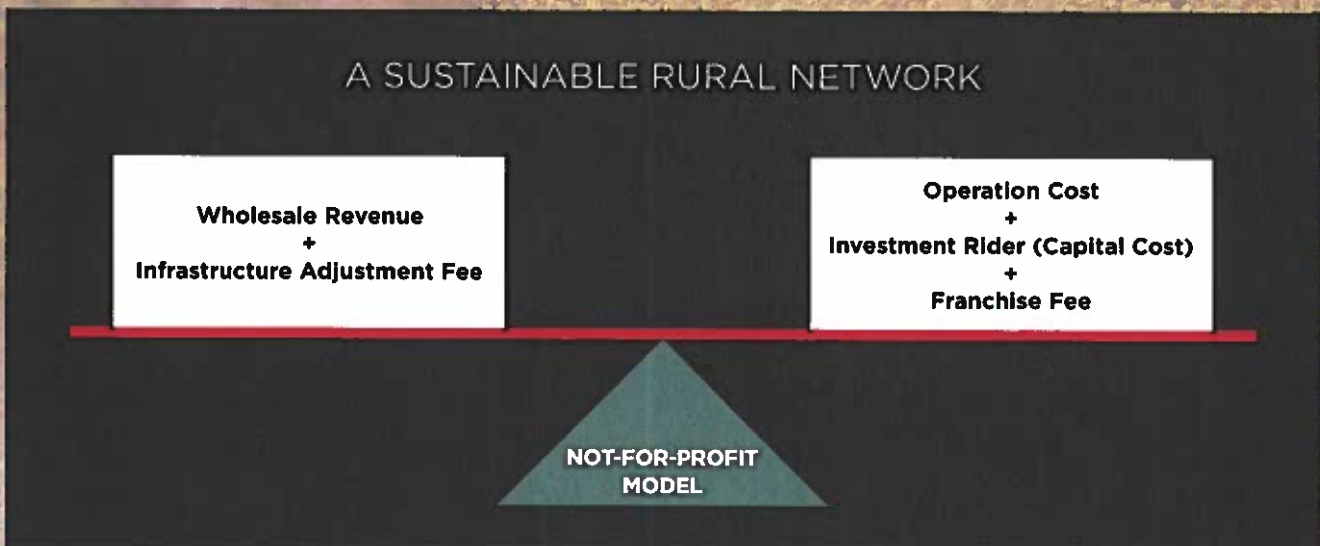 A SUSTAINABLE RURAL NETWORK
Wholesale Revenue
+
Infrastructure Adjustment Fee
Operation Cost
+
Investment Rider (Capital Cost)
+
Franchise Fee
NOT-FOR-PROFIT
MODEL